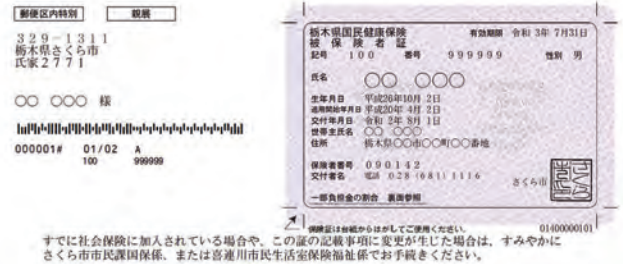 郵便区内特別 親展
329-1311
栃木県さくら市
氏家2771
○○ ○○○ 様
000001# 01/02 A
100 999999
栃木県国民健康保険 有効期限 令和 3年 7月31日
被保険者証
記号 100 番号 999999 性別 男
氏名 ○○ ○○○
生年月日 平成20年10月 2日
適用開始年月日 平成20年 4月 2日
交付年月日 令和 2年 8月 1日
世帯主氏名 ○○ ○○○
住所 栃木県○○市○○町○○番地
保険者番号 090142
交付者名 電話 028 (681) 1116 さくら市
一部負担金の割合 裏面参照
保険証は台紙からはがしてご使用ください。 01400000101
すでに社会保険に加入されている場合や、この証の記載事項に変更が生じた場合は、すみやかに
さくら市市民課国保係、または喜連川市民生活室保険福祉係でお手続きください。